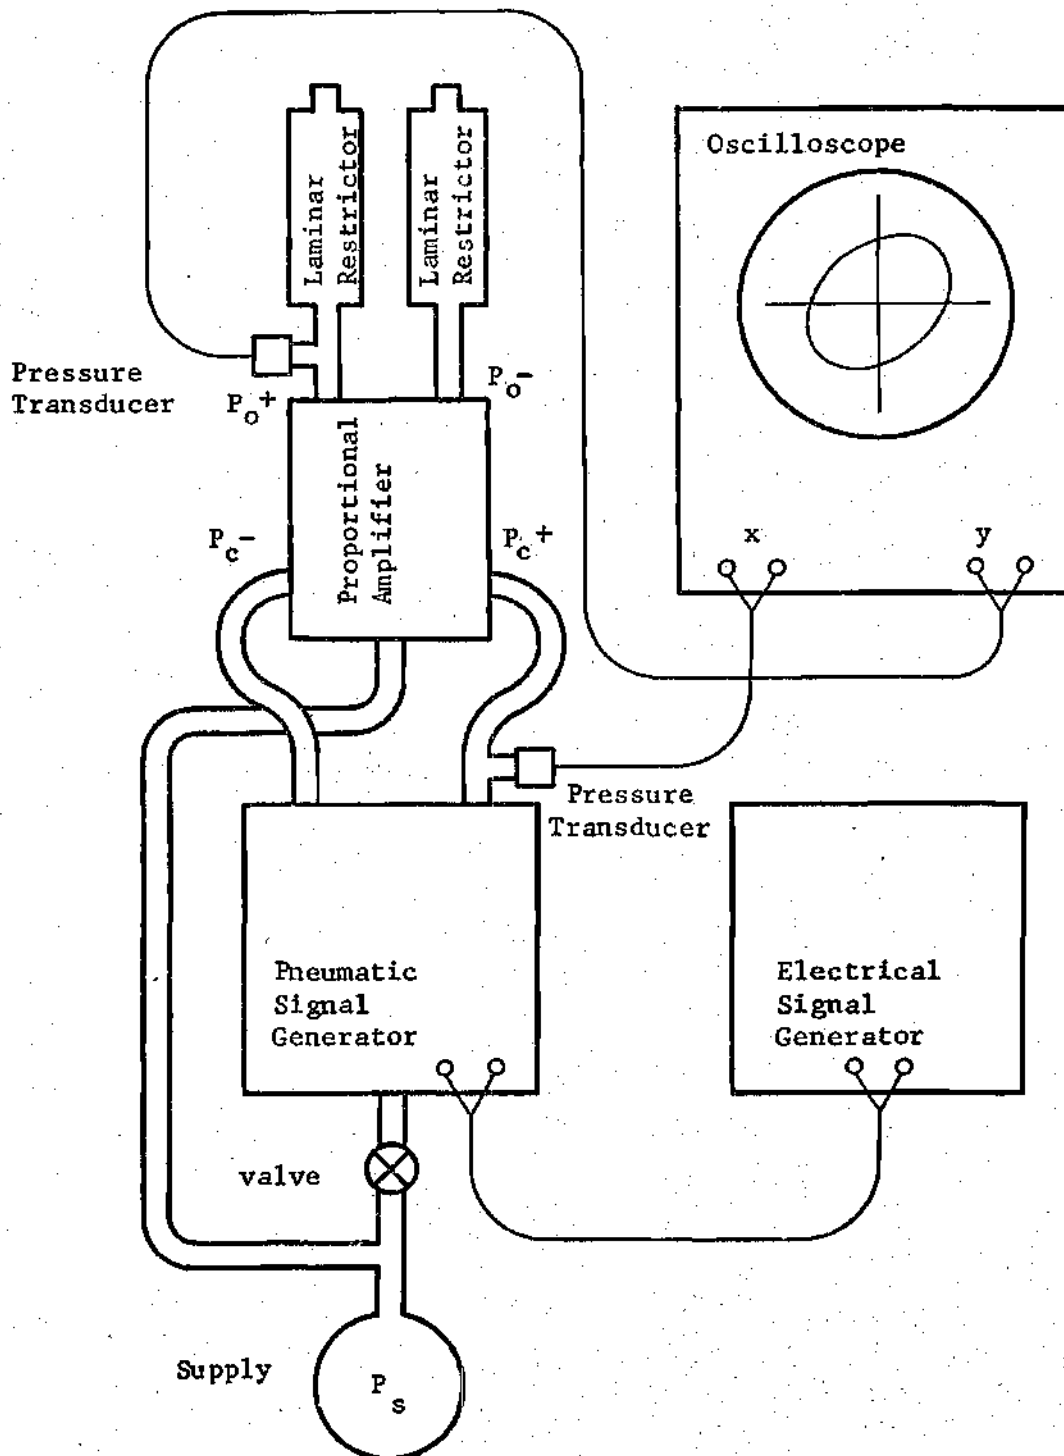 Oscilloscope
Laminar
Restrictor
Laminar
Restrictor
Pressure
Transducer
Po+
Po-
Proportional
Amplifier
Pc-
Pc+
x
y
Pressure
Transducer
Pneumatic
Signal
Generator
Electrical
Signal
Generator
valve
Supply
Ps